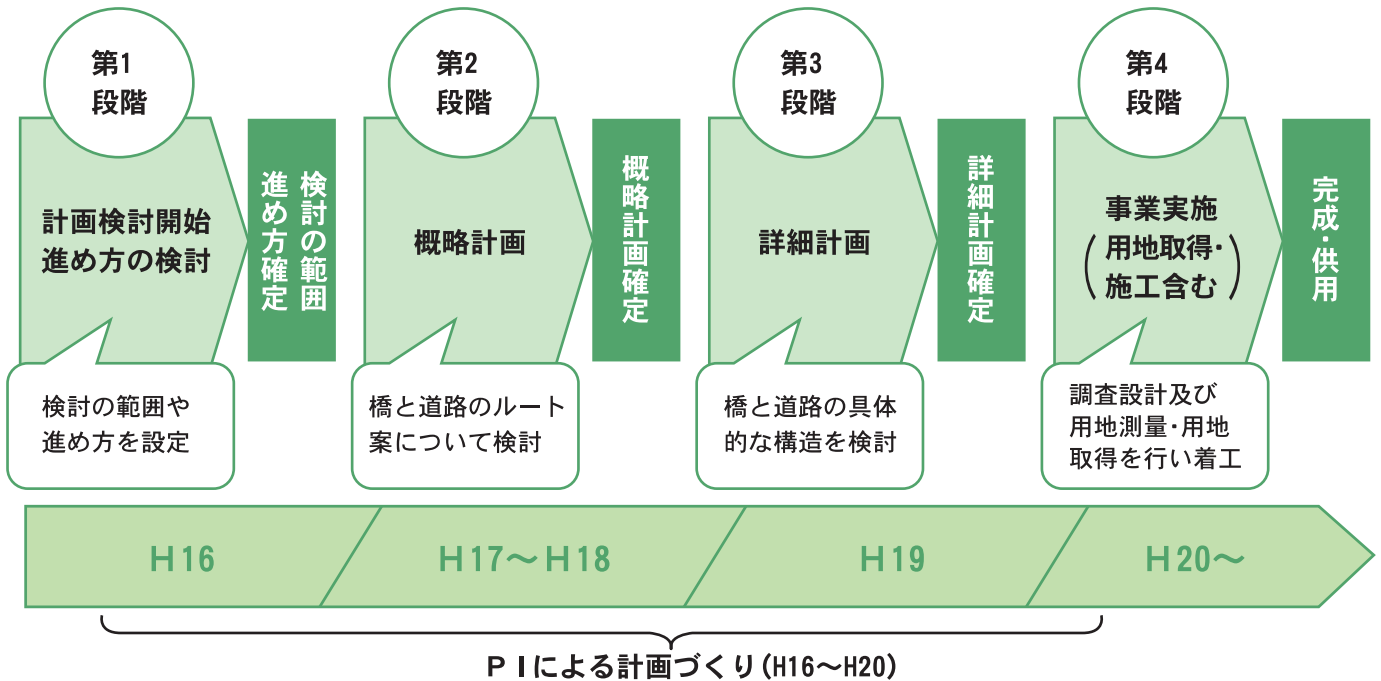 第1
段階
計画検討開始
進め方の検討
検討の範囲
進め方確定
検討の範囲や
進め方を設定
第2
段階
概略計画
概略計画確定
橋と道路のルート
案について検討
第3
段階
詳細計画
詳細計画確定
橋と道路の具体
的な構造を検討
第4
段階
事業実施
(用地取得・
施工含む)
完成・供用
調査設計及び
用地測量・用地
取得を行い着工
H16
H17〜H18
H19
H20〜
PIによる計画づくり(H16〜H20)